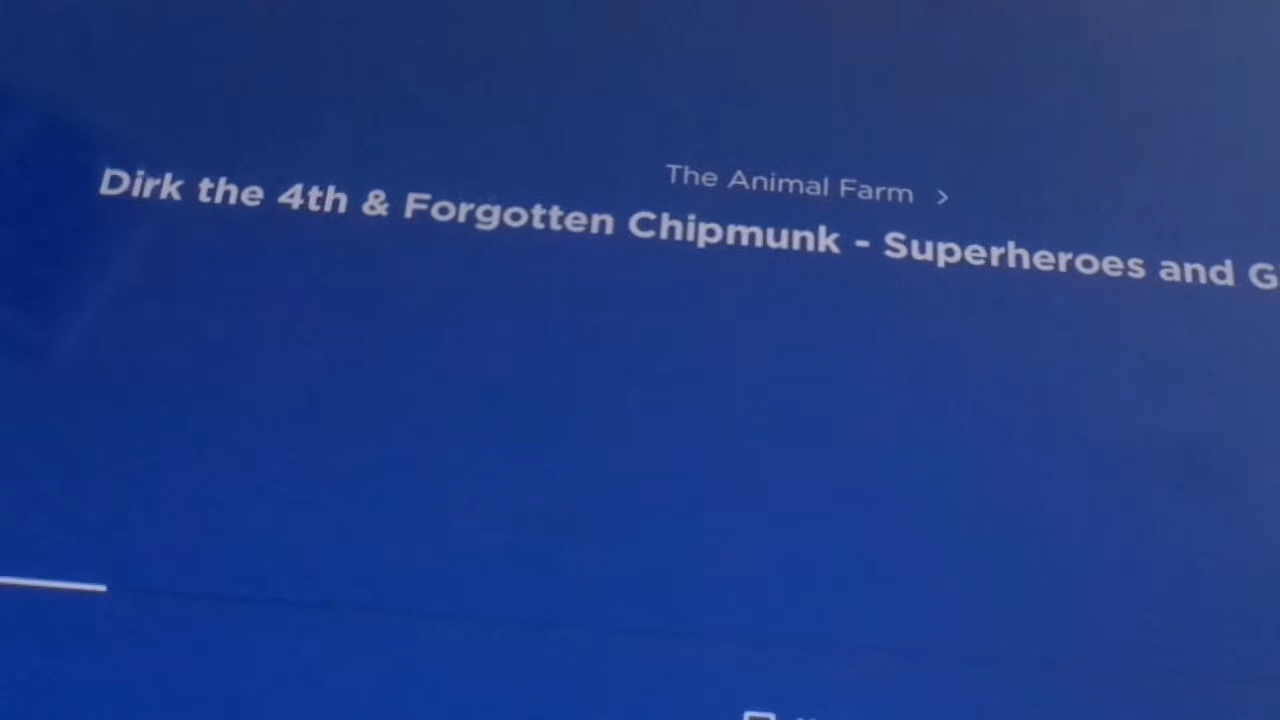 The Animal Farm >
Dirk the 4th & Forgotten Chipmunk - Superheroes and